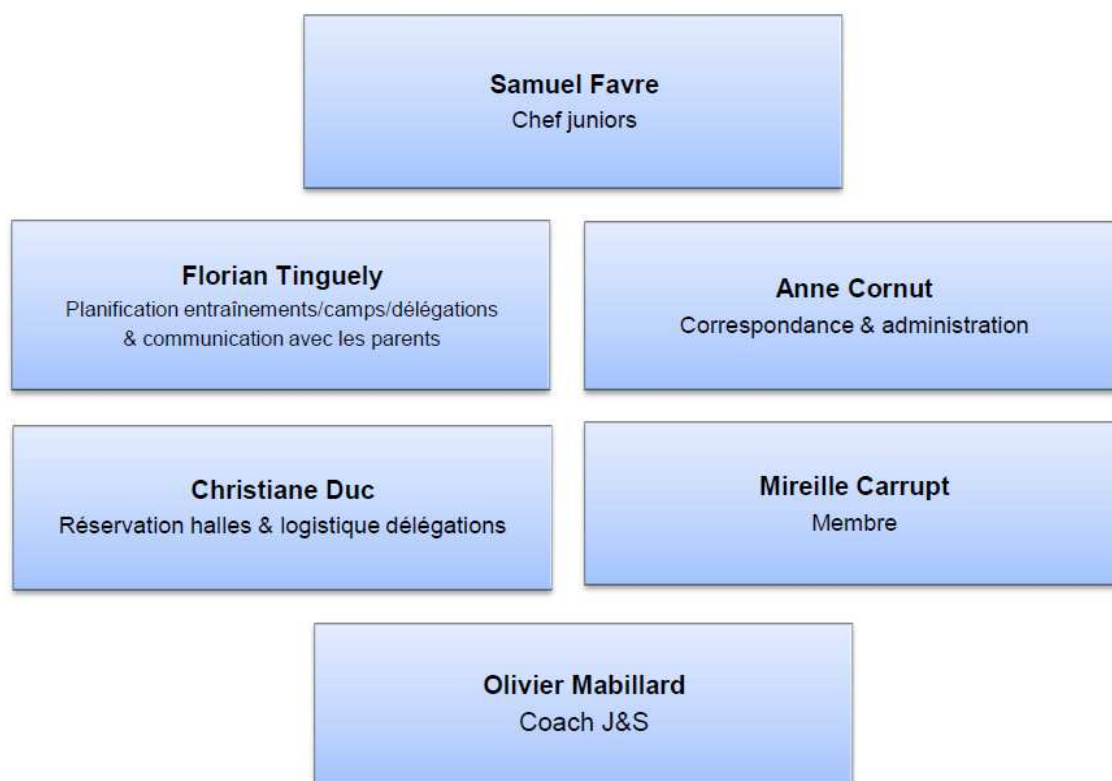 Samuel Favre
Chef juniors
Florian Tinguely
Planification entraînements/camps/délégations
& communication avec les parents
Anne Cornut
Correspondance & administration
Christiane Duc
Réservation halles & logistique délégations
Mireille Carrupt
Membre
Olivier Mabillard
Coach J&S